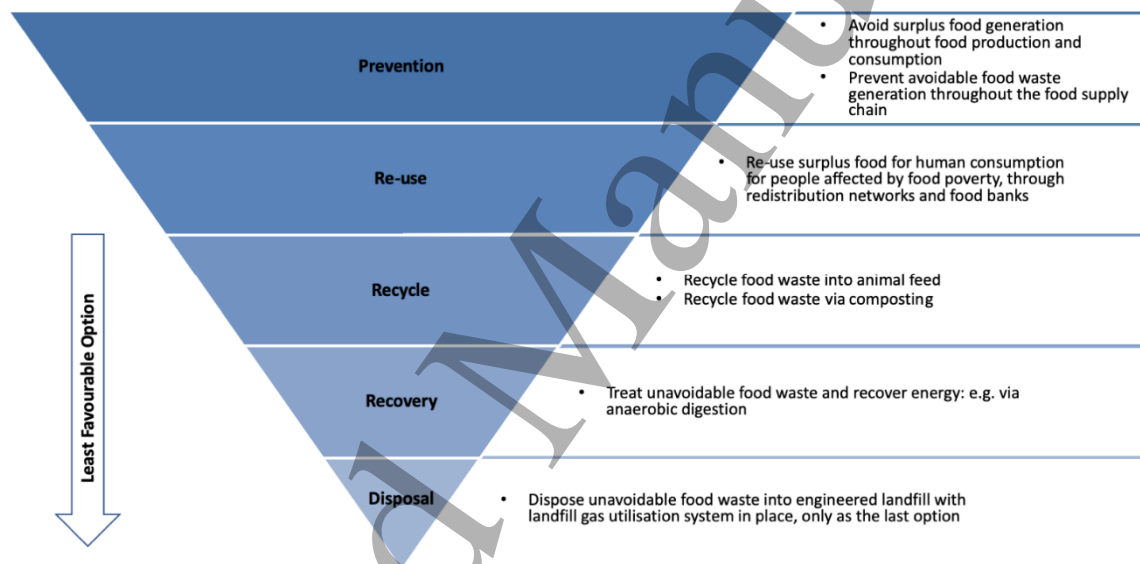 Prevention
• Avoid surplus food generation
throughout food production and
consumption
• Prevent avoidable food waste
generation throughout the food supply
chain
Re-use
• Re-use surplus food for human consumption
for people affected by food poverty, through
redistribution networks and food banks
Recycle
• Recycle food waste into animal feed
• Recycle food waste via composting
Recovery
• Treat unavoidable food waste and recover energy: e.g. via
anaerobic digestion
Disposal
• Dispose unavoidable food waste into engineered landfill with
landfill gas utilisation system in place, only as the last option
Least Favourable Option
d Manu